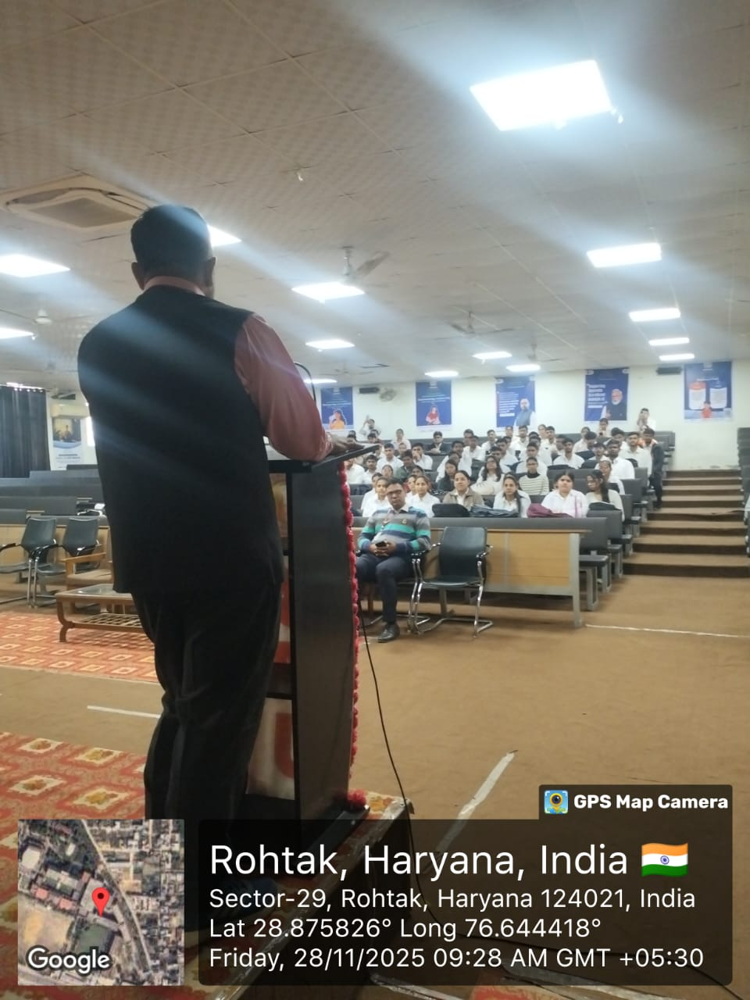 GPS Map Camera
Rohtak, Haryana, India
Sector-29, Rohtak, Haryana 124021, India
Lat 28.875826° Long 76.644418°
Friday, 28/11/2025 09:28 AM GMT +05:30
Google